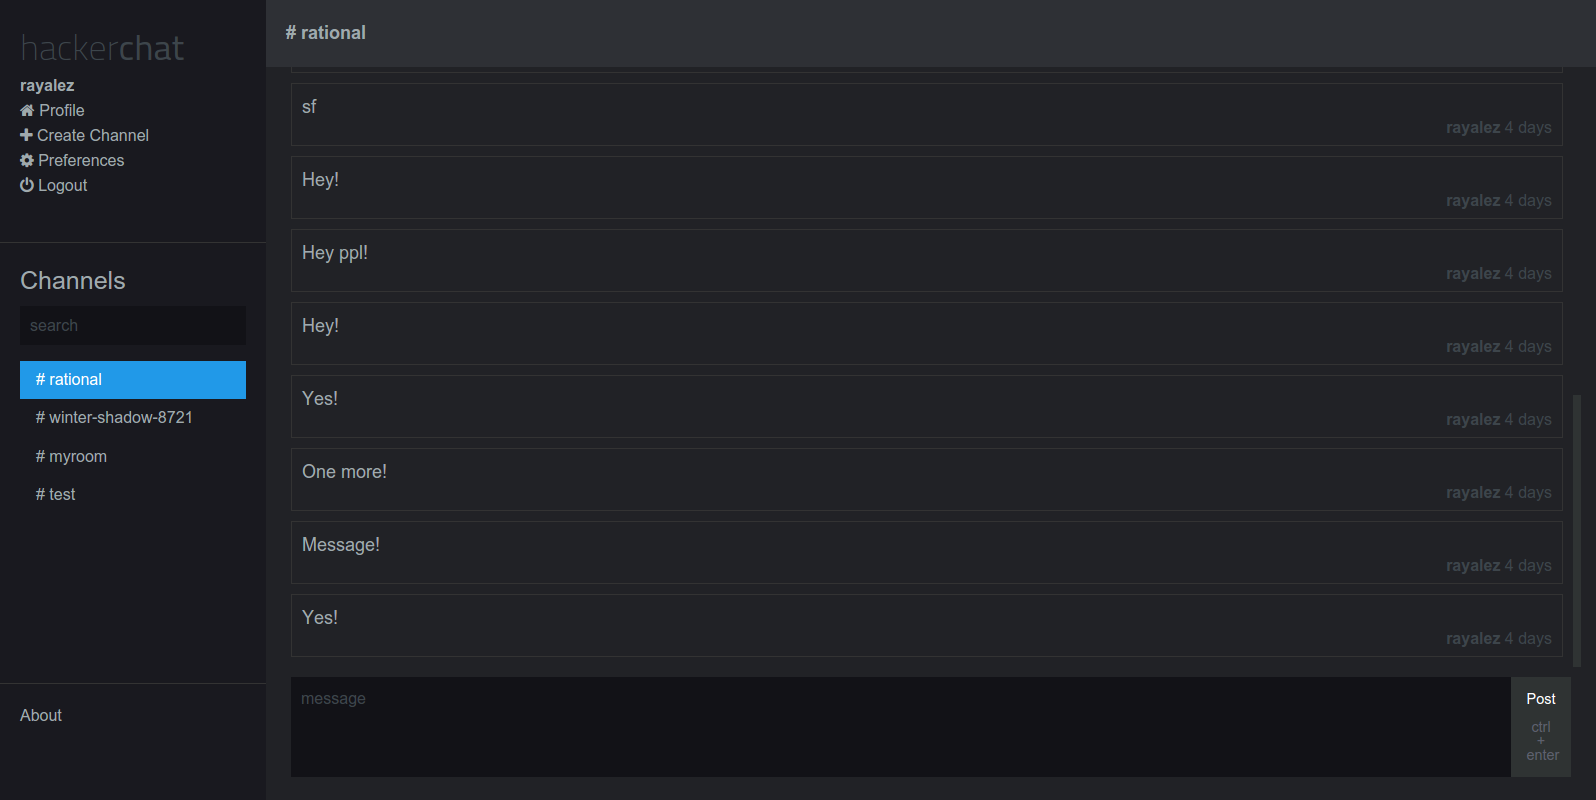 hackerchat
rayalez
Profile
Create Channel
Preferences
Logout
Channels
search
# rational
# winter-shadow-8721
# myroom
# test
About
# rational
sf
rayalez 4 days
Hey!
rayalez 4 days
Hey ppl!
rayalez 4 days
Hey!
rayalez 4 days
Yes!
rayalez 4 days
One more!
rayalez 4 days
Message!
rayalez 4 days
Yes!
rayalez 4 days
message
Post
ctrl
+
enter